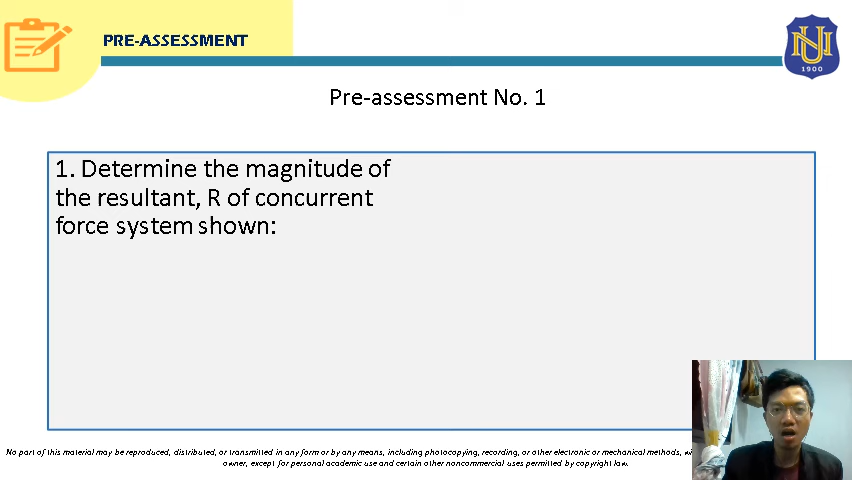 PRE-ASSESSMENT
NU
1900
Pre-assessment No. 1
1. Determine the magnitude of
the resultant, R of concurrent
force system shown:
No part of this material may be reproduced, distributed, or transmitted in any form or by any means, including photocopying, recording, or other electronic or mechanical methods,
owner, except for personal academic use and certain other noncommercial uses permitted by copyright law.